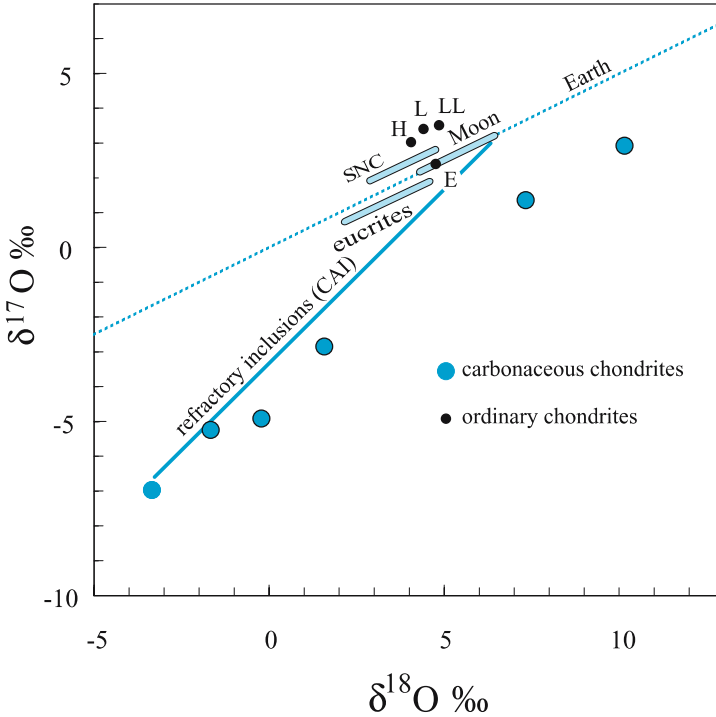 5
Earth
L
LL
H
Moon
SNC
E
eucrites
0
δ¹⁷O ‰
refractory inclusions (CAI)
carbonaceous chondrites
ordinary chondrites
-5
-10
-5
0
5
10
δ¹⁸O ‰